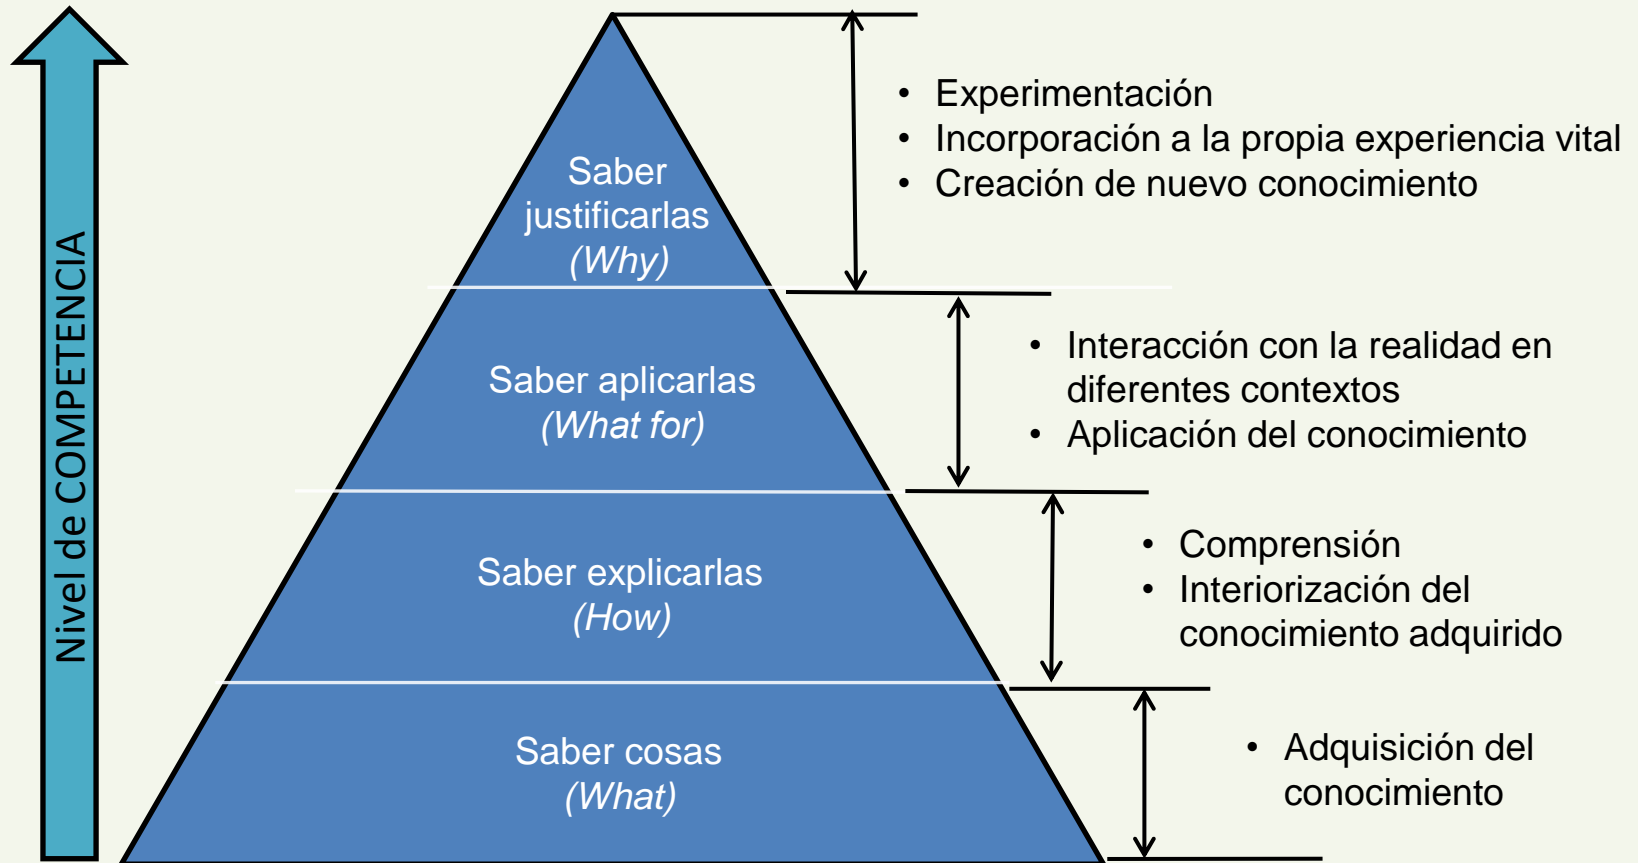 Nivel de COMPETENCIA
Saber
justificarlas
(Why)
• Experimentación
• Incorporación a la propia experiencia vital
• Creación de nuevo conocimiento
Saber aplicarlas
(What for)
• Interacción con la realidad en
diferentes contextos
• Aplicación del conocimiento
Saber explicarlas
(How)
• Comprensión
• Interiorización del
conocimiento adquirido
Saber cosas
(What)
• Adquisición del
conocimiento